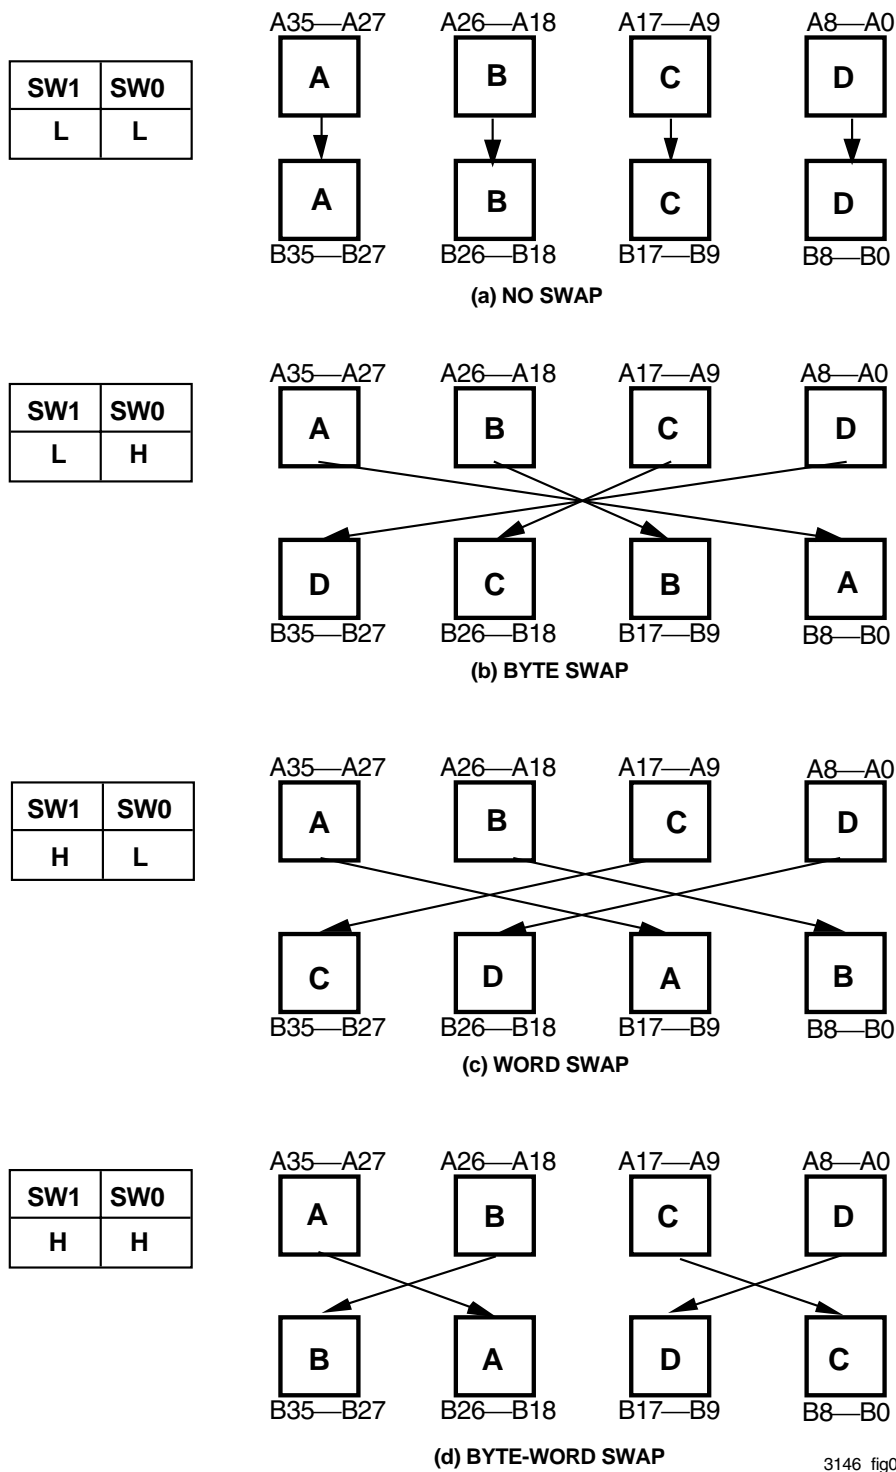 A35—A27 A26—A18 A17—A9 A8—A0
SW1 SW0
L L
A B C D
A B C D
B35—B27 B26—B18 B17—B9 B8—B0
(a) NO SWAP
A35—A27 A26—A18 A17—A9 A8—A0
SW1 SW0
L H
A B C D
D C B A
B35—B27 B26—B18 B17—B9 B8—B0
(b) BYTE SWAP
A35—A27 A26—A18 A17—A9 A8—A0
SW1 SW0
H L
A B C D
C D A B
B35—B27 B26—B18 B17—B9 B8—B0
(c) WORD SWAP
A35—A27 A26—A18 A17—A9 A8—A0
SW1 SW0
H H
A B C D
B A D C
B35—B27 B26—B18 B17—B9 B8—B0
(d) BYTE-WORD SWAP
3146